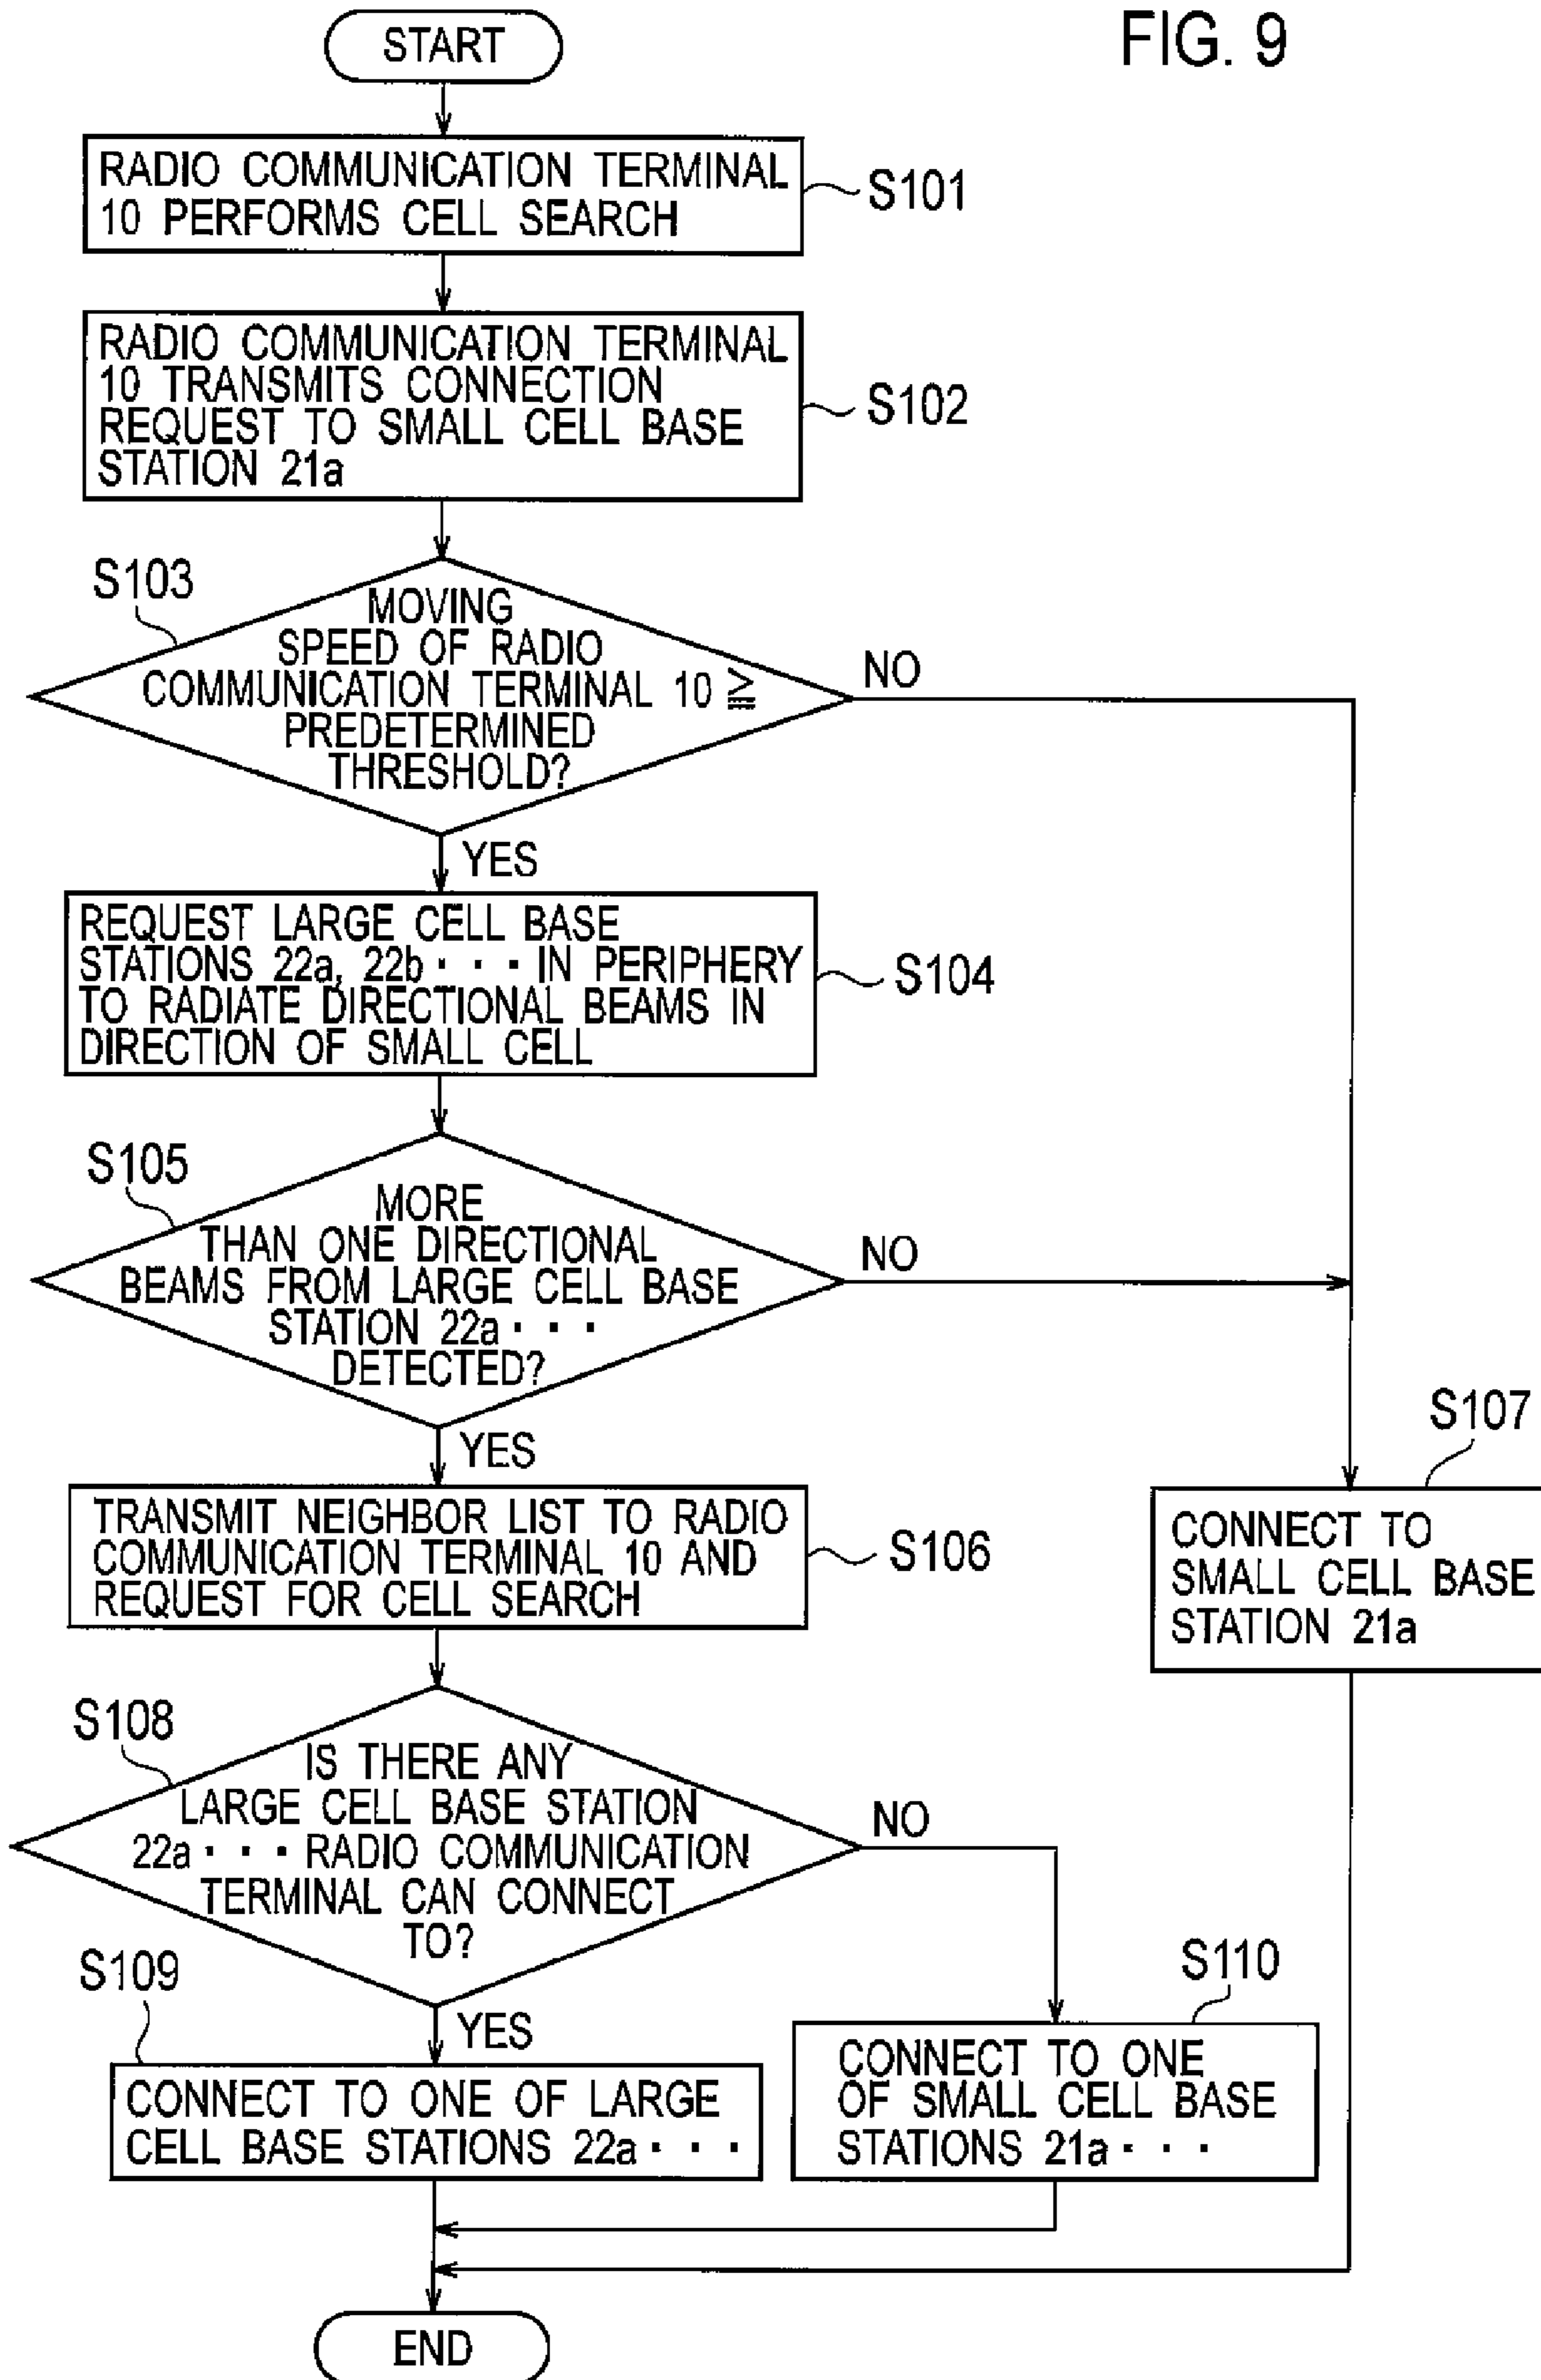 FIG. 9
START
RADIO COMMUNICATION TERMINAL
10 PERFORMS CELL SEARCH
S101
RADIO COMMUNICATION TERMINAL
10 TRANSMITS CONNECTION
REQUEST TO SMALL CELL BASE
STATION 21a
S102
S103
MOVING
SPEED OF RADIO
COMMUNICATION TERMINAL 10 ≧
PREDETERMINED
THRESHOLD?
NO
YES
REQUEST LARGE CELL BASE
STATIONS 22a, 22b ··· IN PERIPHERY
TO RADIATE DIRECTIONAL BEAMS IN
DIRECTION OF SMALL CELL
S104
S105
MORE
THAN ONE DIRECTIONAL
BEAMS FROM LARGE CELL BASE
STATION 22a ···
DETECTED?
NO
YES
TRANSMIT NEIGHBOR LIST TO RADIO
COMMUNICATION TERMINAL 10 AND
REQUEST FOR CELL SEARCH
S106
S107
CONNECT TO
SMALL CELL BASE
STATION 21a
S108
IS THERE ANY
LARGE CELL BASE STATION
22a ··· RADIO COMMUNICATION
TERMINAL CAN CONNECT
TO?
NO
YES
S109
CONNECT TO ONE OF LARGE
CELL BASE STATIONS 22a ···
S110
CONNECT TO ONE
OF SMALL CELL BASE
STATIONS 21a ···
END